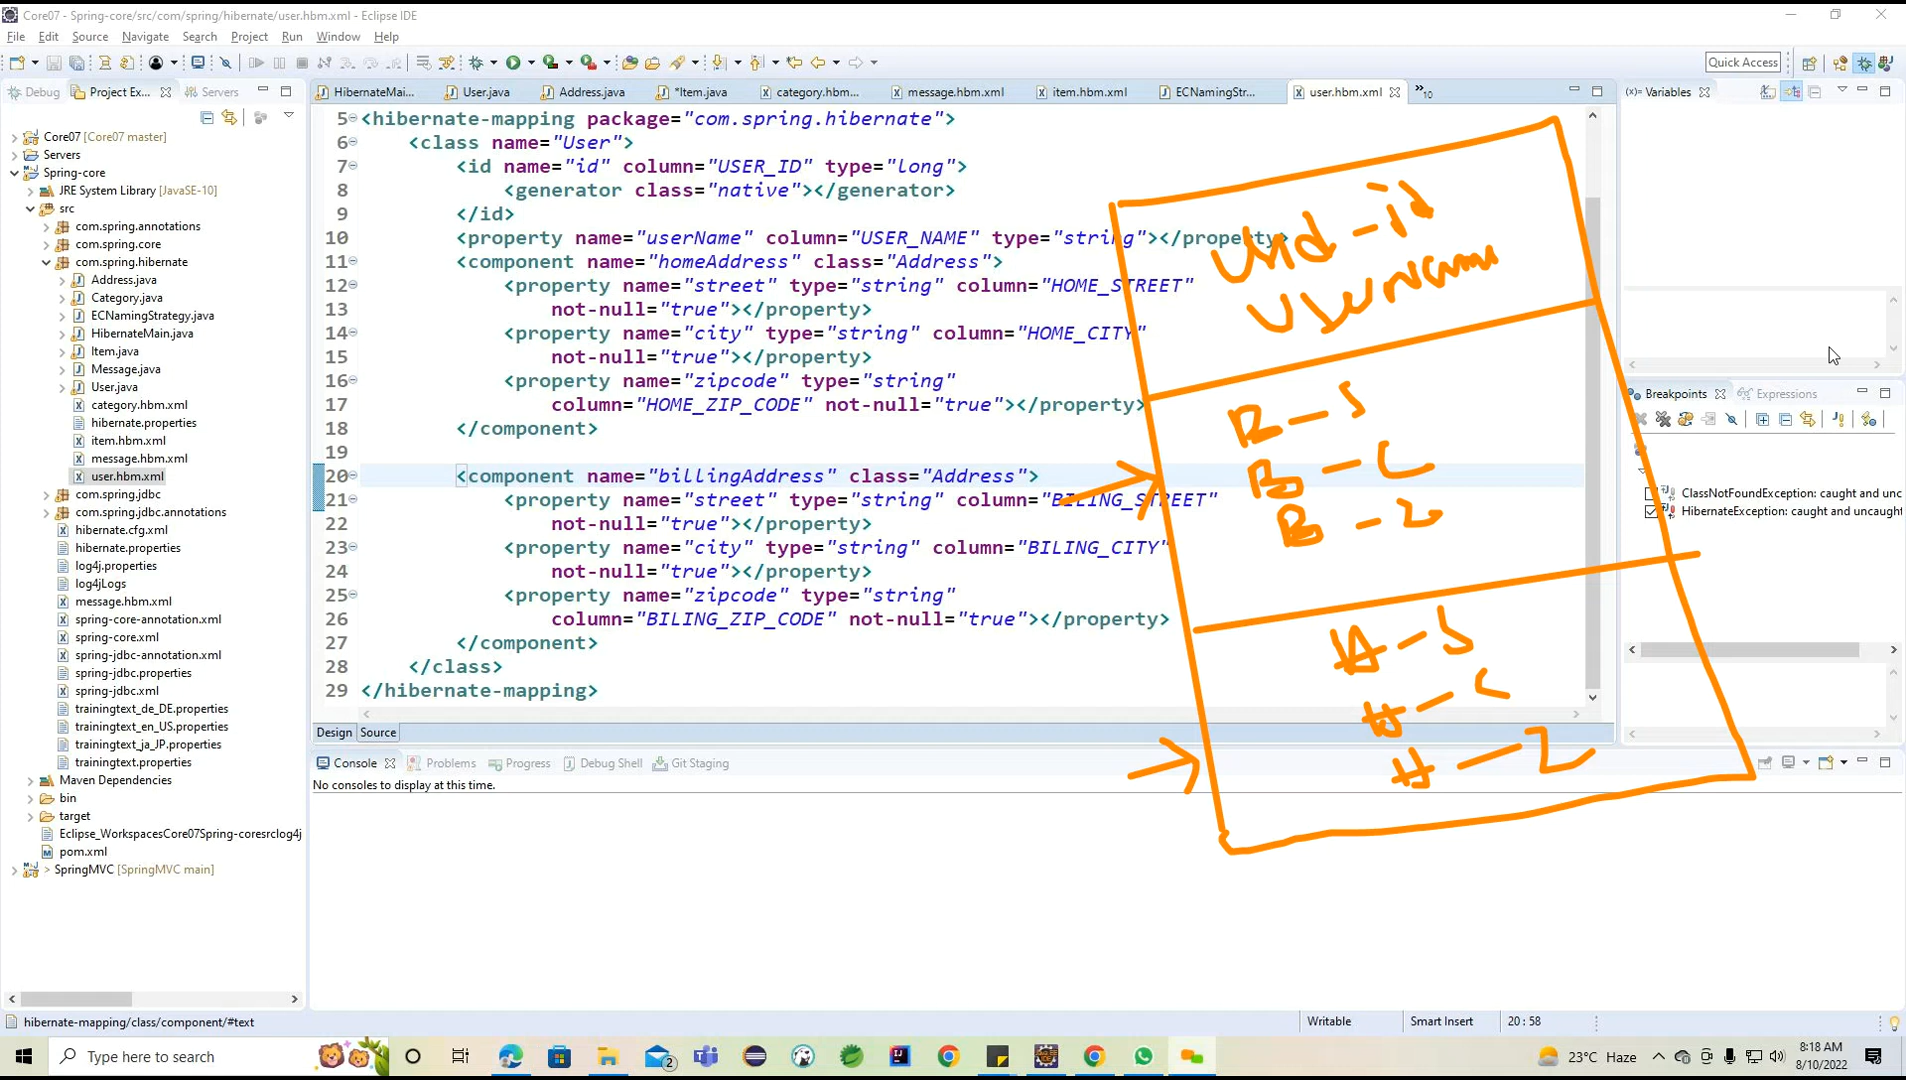 Core07 - Spring-core/src/com/spring/hibernate/user.hbm.xml - Eclipse IDE
File Edit Source Navigate Search Project Run Window Help
Quick Access
Debug Project Ex... Servers
HibernateMai... User.java Address.java *Item.java category.hbm... message.hbm.xml item.hbm.xml ECNamingStr... user.hbm.xml »10
(x)= Variables
Core07 [Core07 master]
Servers
Spring-core
JRE System Library [JavaSE-10]
src
com.spring.annotations
com.spring.core
com.spring.hibernate
Address.java
Category.java
ECNamingStrategy.java
HibernateMain.java
Item.java
Message.java
User.java
category.hbm.xml
hibernate.properties
item.hbm.xml
message.hbm.xml
user.hbm.xml
com.spring.jdbc
com.spring.jdbc.annotations
hibernate.cfg.xml
hibernate.properties
log4j.properties
log4jLogs
message.hbm.xml
spring-core-annotation.xml
spring-core.xml
spring-jdbc-annotation.xml
spring-jdbc.properties
spring-jdbc.xml
trainingtext_de_DE.properties
trainingtext_en_US.properties
trainingtext_ja_JP.properties
trainingtext.properties
Maven Dependencies
bin
target
Eclipse_WorkspacesCore07Spring-coresrclog4j
pom.xml
> SpringMVC [SpringMVC main]
5 <hibernate-mapping package="com.spring.hibernate">
6 <class name="User">
7 <id name="id" column="USER_ID" type="long">
8 <generator class="native"></generator>
9 </id>
10 <property name="userName" column="USER_NAME" type="string"></property>
11 <component name="homeAddress" class="Address">
12 <property name="street" type="string" column="HOME_STREET"
13 not-null="true"></property>
14 <property name="city" type="string" column="HOME_CITY"
15 not-null="true"></property>
16 <property name="zipcode" type="string"
17 column="HOME_ZIP_CODE" not-null="true"></property>
18 </component>
19
20 <component name="billingAddress" class="Address">
21 <property name="street" type="string" column="BILING_STREET"
22 not-null="true"></property>
23 <property name="city" type="string" column="BILING_CITY"
24 not-null="true"></property>
25 <property name="zipcode" type="string"
26 column="BILING_ZIP_CODE" not-null="true"></property>
27 </component>
28 </class>
29 </hibernate-mapping>
B - S
B - C
B - Z
H - S
H - C
H - Z
Design Source
Breakpoints Expressions
ClassNotFoundException: caught and unc
HibernateException: caught and uncaught
Console Problems Progress Debug Shell Git Staging
No consoles to display at this time.
hibernate-mapping/class/component/#text
Writable Smart Insert 20 : 58
Type here to search
2
23°C Haze
8:18 AM
8/10/2022